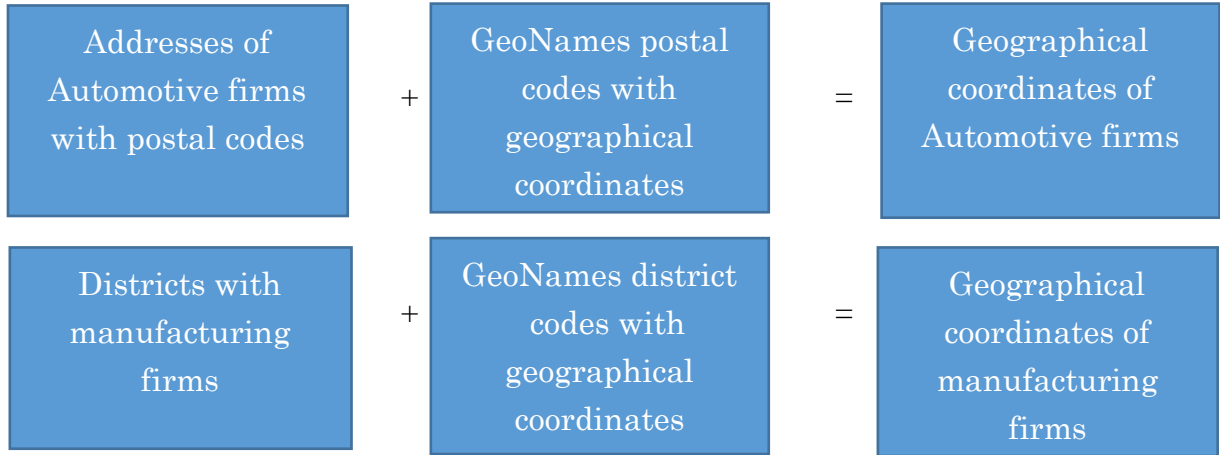 Addresses of
Automotive firms
with postal codes
+
GeoNames postal
codes with
geographical
coordinates
=
Geographical
coordinates of
Automotive firms
Districts with
manufacturing
firms
+
GeoNames district
codes with
geographical
coordinates
=
Geographical
coordinates of
manufacturing
firms